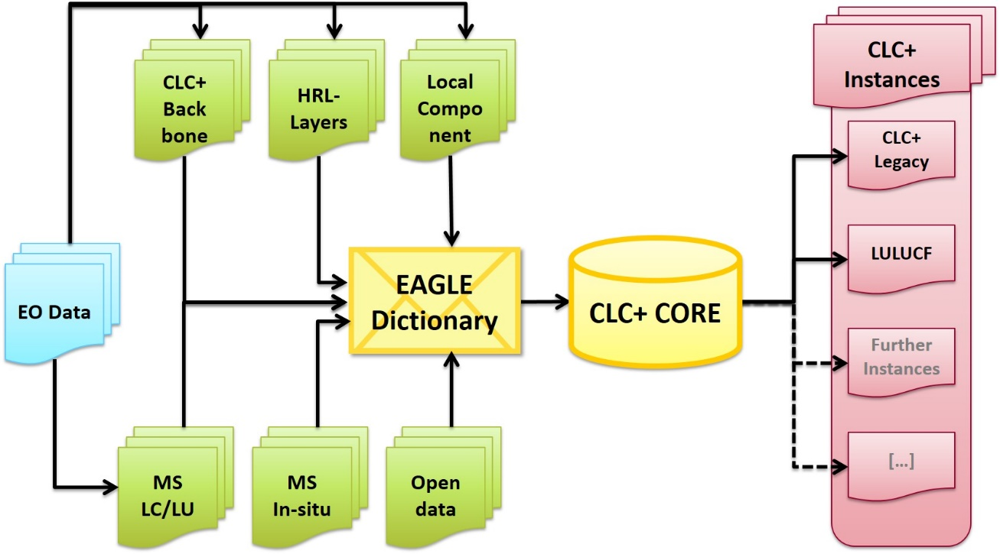 CLC+
Back
bone
HRL-
Layers
Local
Compo
nent
CLC+
Instances
CLC+
Legacy
EO Data
EAGLE
Dictionary
CLC+ CORE
LULUCF
Further
Instances
MS
LC/LU
MS
In-situ
Open
data
[...]